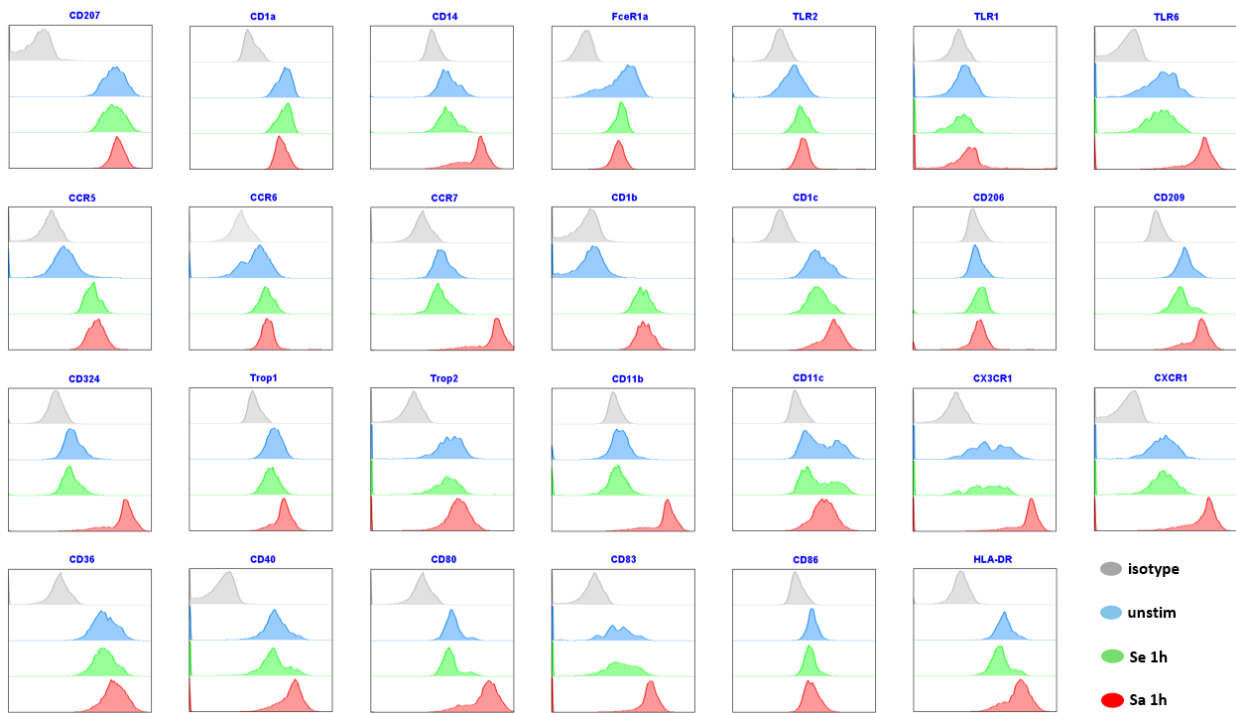 CD207 CD1a CD14 FceR1a TLR2 TLR1 TLR6
CCR5 CCR6 CCR7 CD1b CD1c CD206 CD209
CD324 Trop1 Trop2 CD11b CD11c CX3CR1 CXCR1
CD36 CD40 CD80 CD83 CD86 HLA-DR
isotype
unstim
Se 1h
Sa 1h